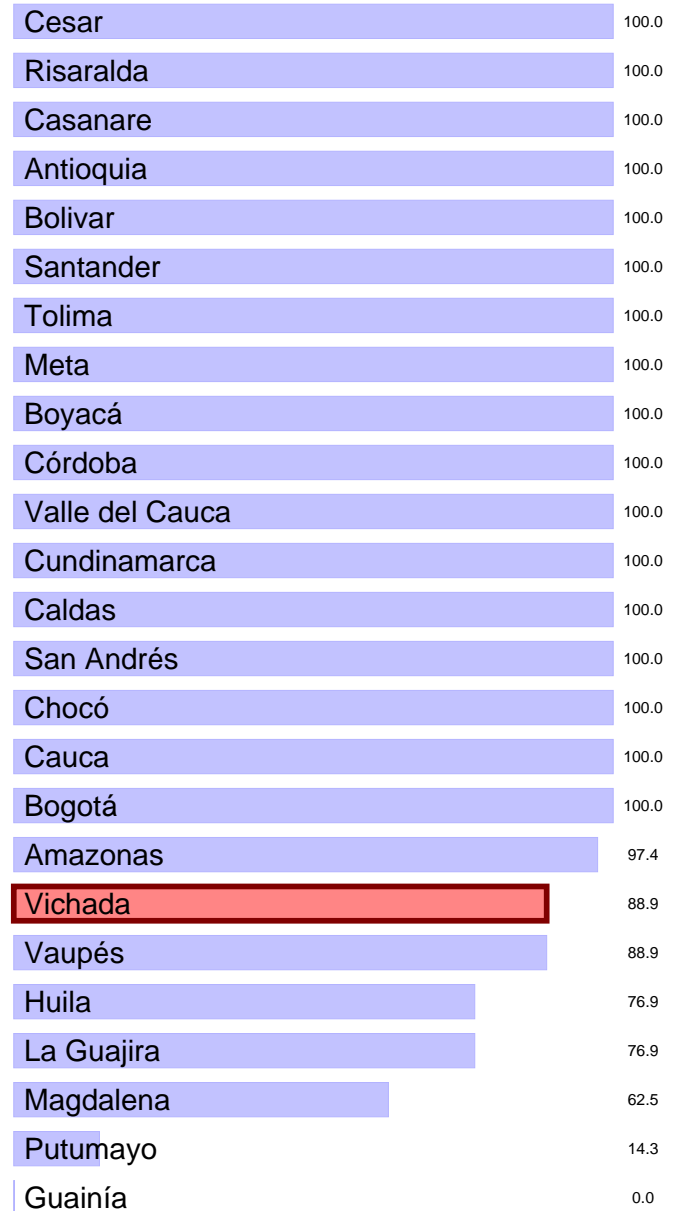 Cesar 100.0
Risaralda 100.0
Casanare 100.0
Antioquia 100.0
Bolivar 100.0
Santander 100.0
Tolima 100.0
Meta 100.0
Boyacá 100.0
Córdoba 100.0
Valle del Cauca 100.0
Cundinamarca 100.0
Caldas 100.0
San Andrés 100.0
Chocó 100.0
Cauca 100.0
Bogotá 100.0
Amazonas 97.4
Vichada 88.9
Vaupés 88.9
Huila 76.9
La Guajira 76.9
Magdalena 62.5
Putumayo 14.3
Guainía 0.0